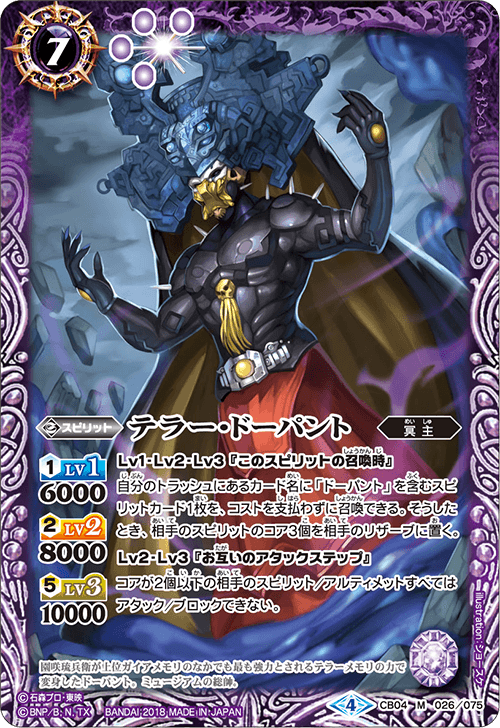 7
スピリット
テラー・ドーパント
冥主
めいしゅ
1 LV1
6000
2 LV2
8000
5 LV3
10000
Lv1・Lv2・Lv3『このスピリットの召喚時』
自分のトラッシュにあるカード名に「ドーパント」を含むスピ
リットカード1枚を、コストを支払わずに召喚できる。そうした
とき、相手のスピリットのコア3個を相手のリザーブに置く。
Lv2・Lv3『お互いのアタックステップ』
コアが2個以下の相手のスピリット/アルティメットすべては
アタック/ブロックできない。
園咲琉兵衛が上位ガイアメモリのなかでも最も強力とされるテラーメモリの力で
変身したドーパント。ミュージアムの総帥。
©石森プロ・東映
©BNP/B; N, TX BANDAI 2018 MADE IN JAPAN
4
CB04 M 026/075